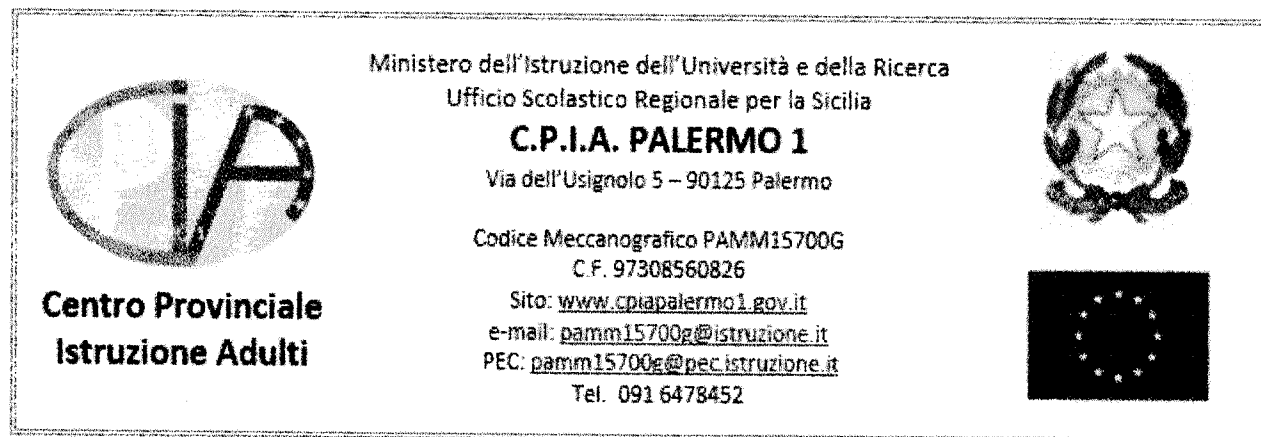 Ministero dell'Istruzione dell'Università e della Ricerca
Ufficio Scolastico Regionale per la Sicilia
C.P.I.A. PALERMO 1
Via dell'Usignolo 5 – 90125 Palermo
Codice Meccanografico PAMM15700G
C.F. 97308560826
Sito: www.cpiapalermo1.gov.it
e-mail: pamm15700g@istruzione.it
PEC: pamm15700g@pec.istruzione.it
Tel. 091 6478452
CPIA
Centro Provinciale
Istruzione Adulti